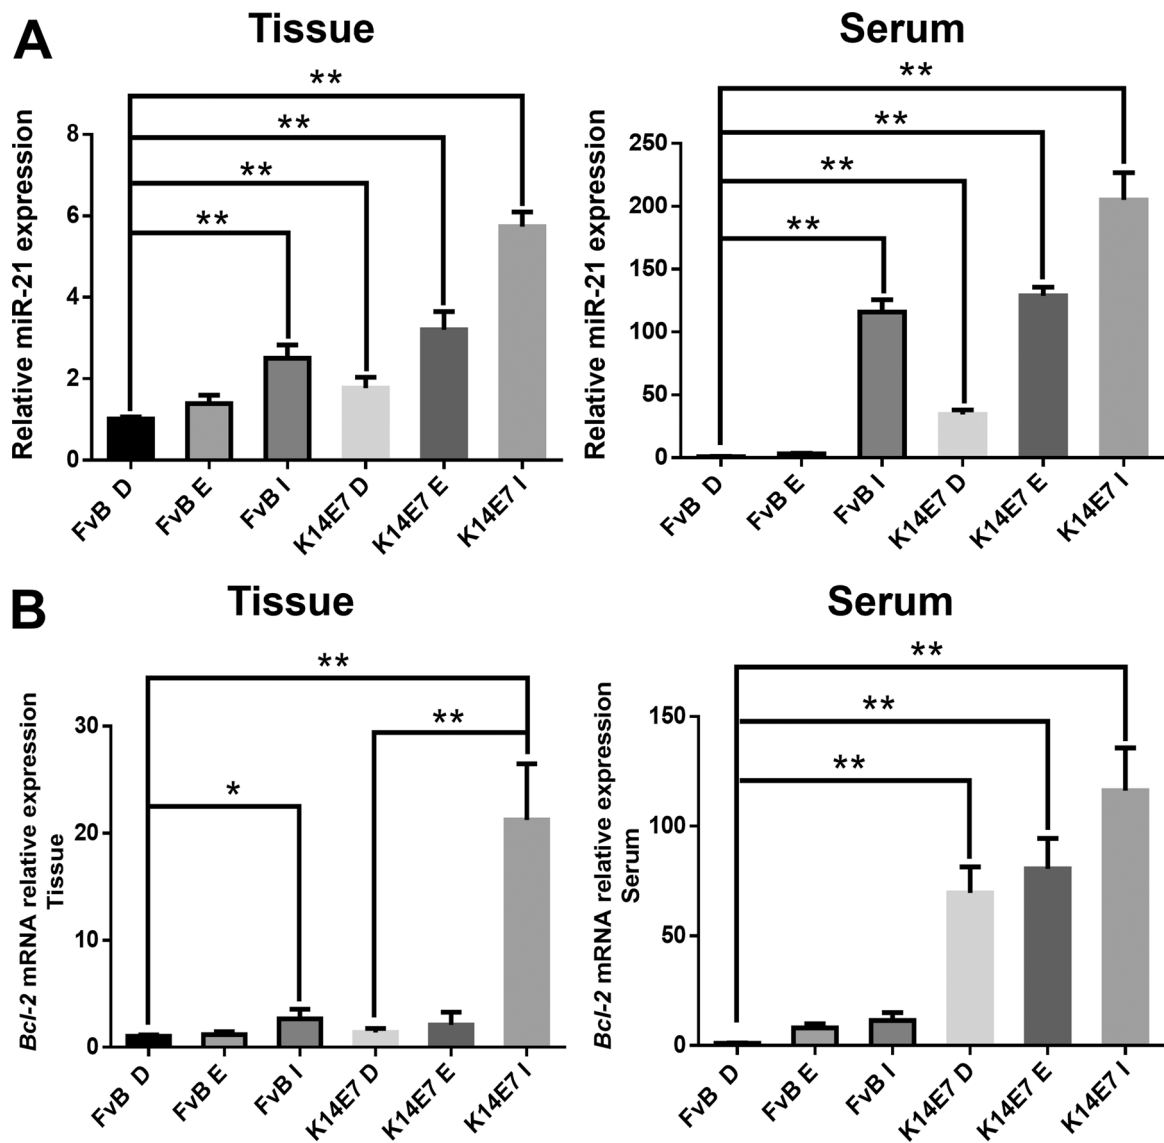 A
Tissue
Serum
Relative miR-21 expression
8
6
4
2
0
**
**
**
**
FvB D
FvB E
FvB I
K14E7 D
K14E7 E
K14E7 I
Relative miR-21 expression
250
200
150
100
50
0
**
**
**
**
FvB D
FvB E
FvB I
K14E7 D
K14E7 E
K14E7 I
B
Tissue
Serum
Bcl-2 mRNA relative expression
Tissue
30
20
10
0
**
**
*
FvB D
FvB E
FvB I
K14E7 D
K14E7 E
K14E7 I
Bcl-2 mRNA relative expression
Serum
150
100
50
0
**
**
**
FvB D
FvB E
FvB I
K14E7 D
K14E7 E
K14E7 I